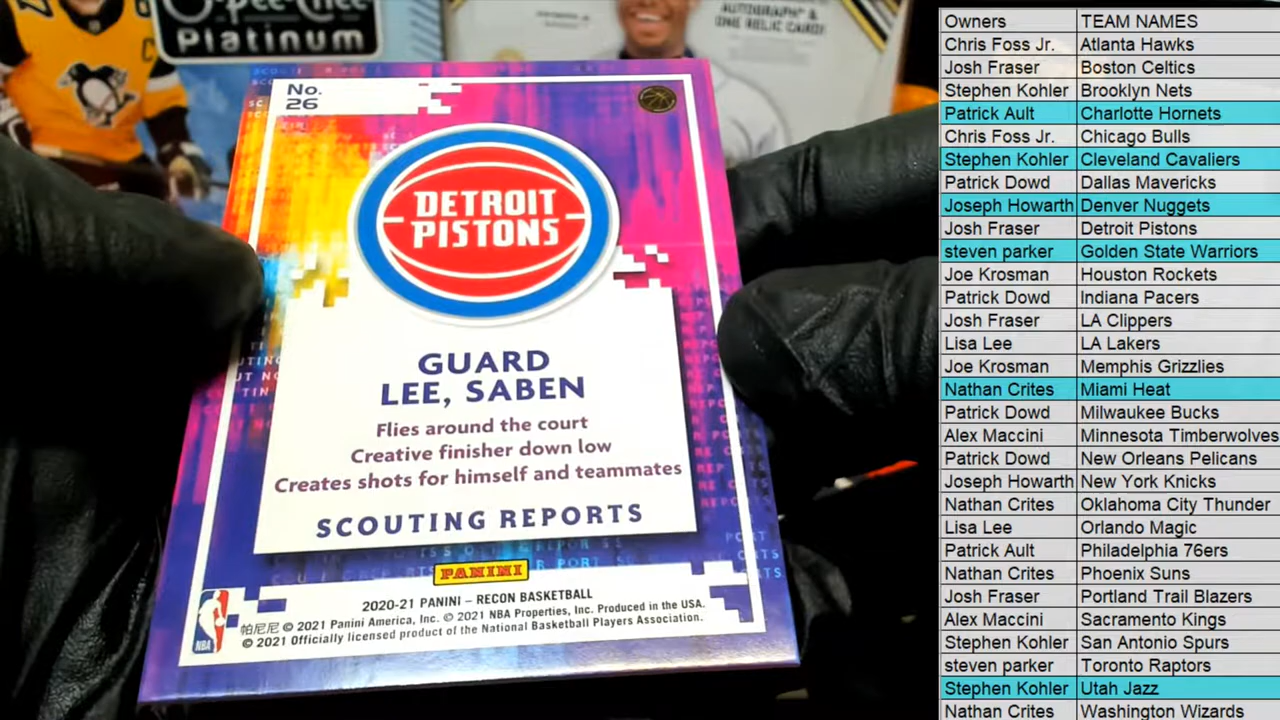 O-Pee-Chee
Platinum
AUTOGRAPH &
ONE RELIC CARD!
No.
26
DETROIT
PISTONS
GUARD
LEE, SABEN
Flies around the court
Creative finisher down low
Creates shots for himself and teammates
SCOUTING REPORTS
PANINI
2020-21 PANINI – RECON BASKETBALL
帕尼尼 © 2021 Panini America, Inc. © 2021 NBA Properties, Inc. Produced in the USA.
© 2021 Officially licensed product of the National Basketball Players Association.
NBA
Owners TEAM NAMES
Chris Foss Jr. Atlanta Hawks
Josh Fraser Boston Celtics
Stephen Kohler Brooklyn Nets
Patrick Ault Charlotte Hornets
Chris Foss Jr. Chicago Bulls
Stephen Kohler Cleveland Cavaliers
Patrick Dowd Dallas Mavericks
Joseph Howarth Denver Nuggets
Josh Fraser Detroit Pistons
steven parker Golden State Warriors
Joe Krosman Houston Rockets
Patrick Dowd Indiana Pacers
Josh Fraser LA Clippers
Lisa Lee LA Lakers
Joe Krosman Memphis Grizzlies
Nathan Crites Miami Heat
Patrick Dowd Milwaukee Bucks
Alex Maccini Minnesota Timberwolves
Patrick Dowd New Orleans Pelicans
Joseph Howarth New York Knicks
Nathan Crites Oklahoma City Thunder
Lisa Lee Orlando Magic
Patrick Ault Philadelphia 76ers
Nathan Crites Phoenix Suns
Josh Fraser Portland Trail Blazers
Alex Maccini Sacramento Kings
Stephen Kohler San Antonio Spurs
steven parker Toronto Raptors
Stephen Kohler Utah Jazz
Nathan Crites Washington Wizards